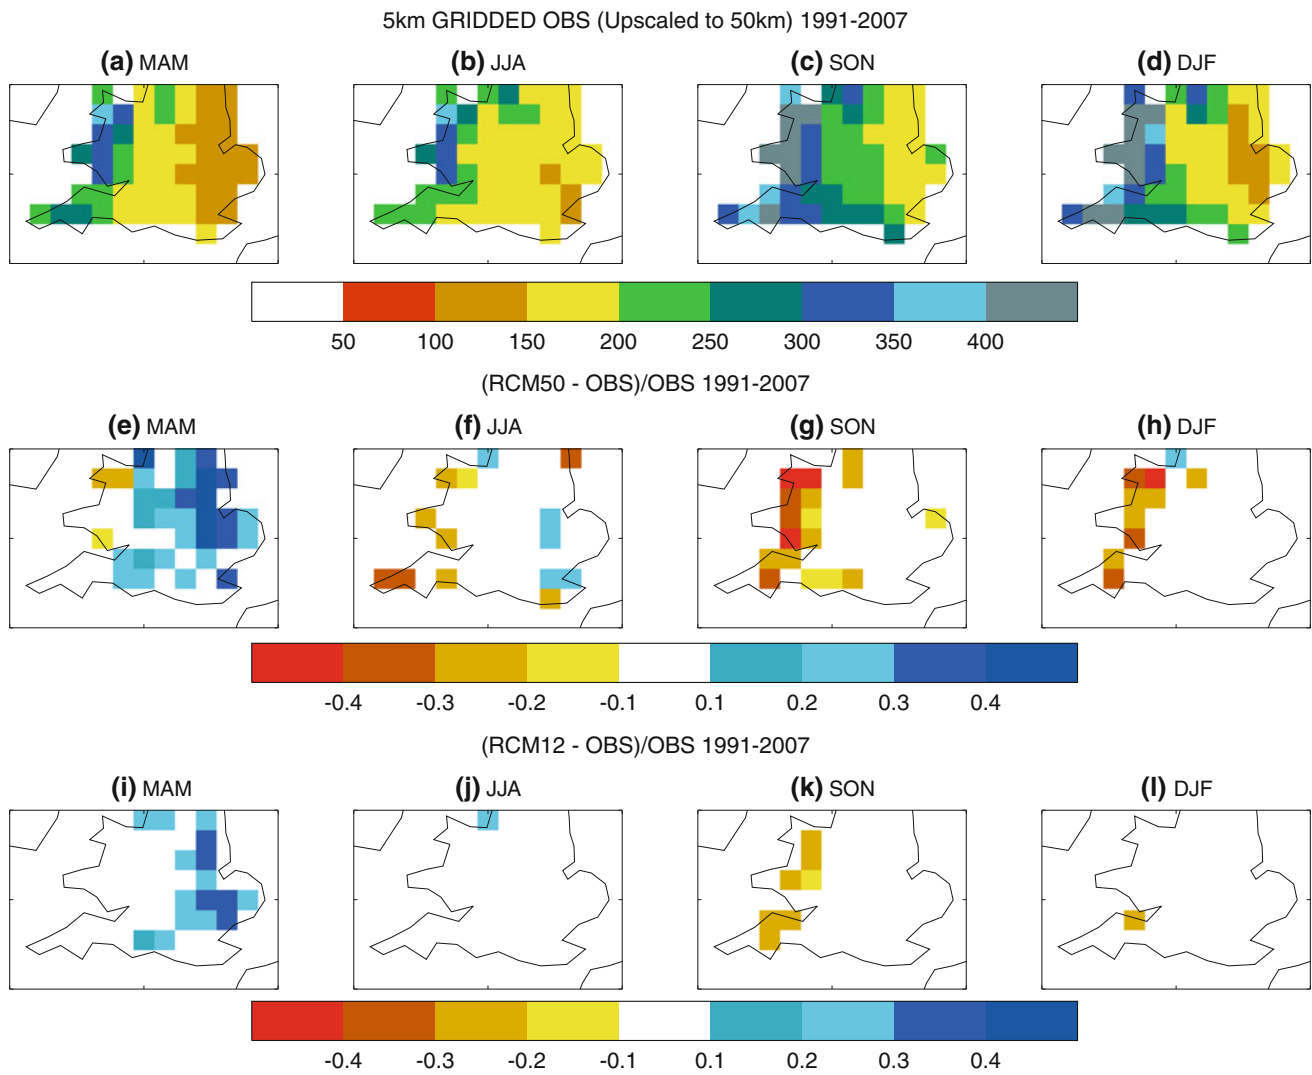 5km GRIDDED OBS (Upscaled to 50km) 1991-2007
(a) MAM (b) JJA (c) SON (d) DJF
50 100 150 200 250 300 350 400
(RCM50 - OBS)/OBS 1991-2007
(e) MAM (f) JJA (g) SON (h) DJF
-0.4 -0.3 -0.2 -0.1 0.1 0.2 0.3 0.4
(RCM12 - OBS)/OBS 1991-2007
(i) MAM (j) JJA (k) SON (l) DJF
-0.4 -0.3 -0.2 -0.1 0.1 0.2 0.3 0.4